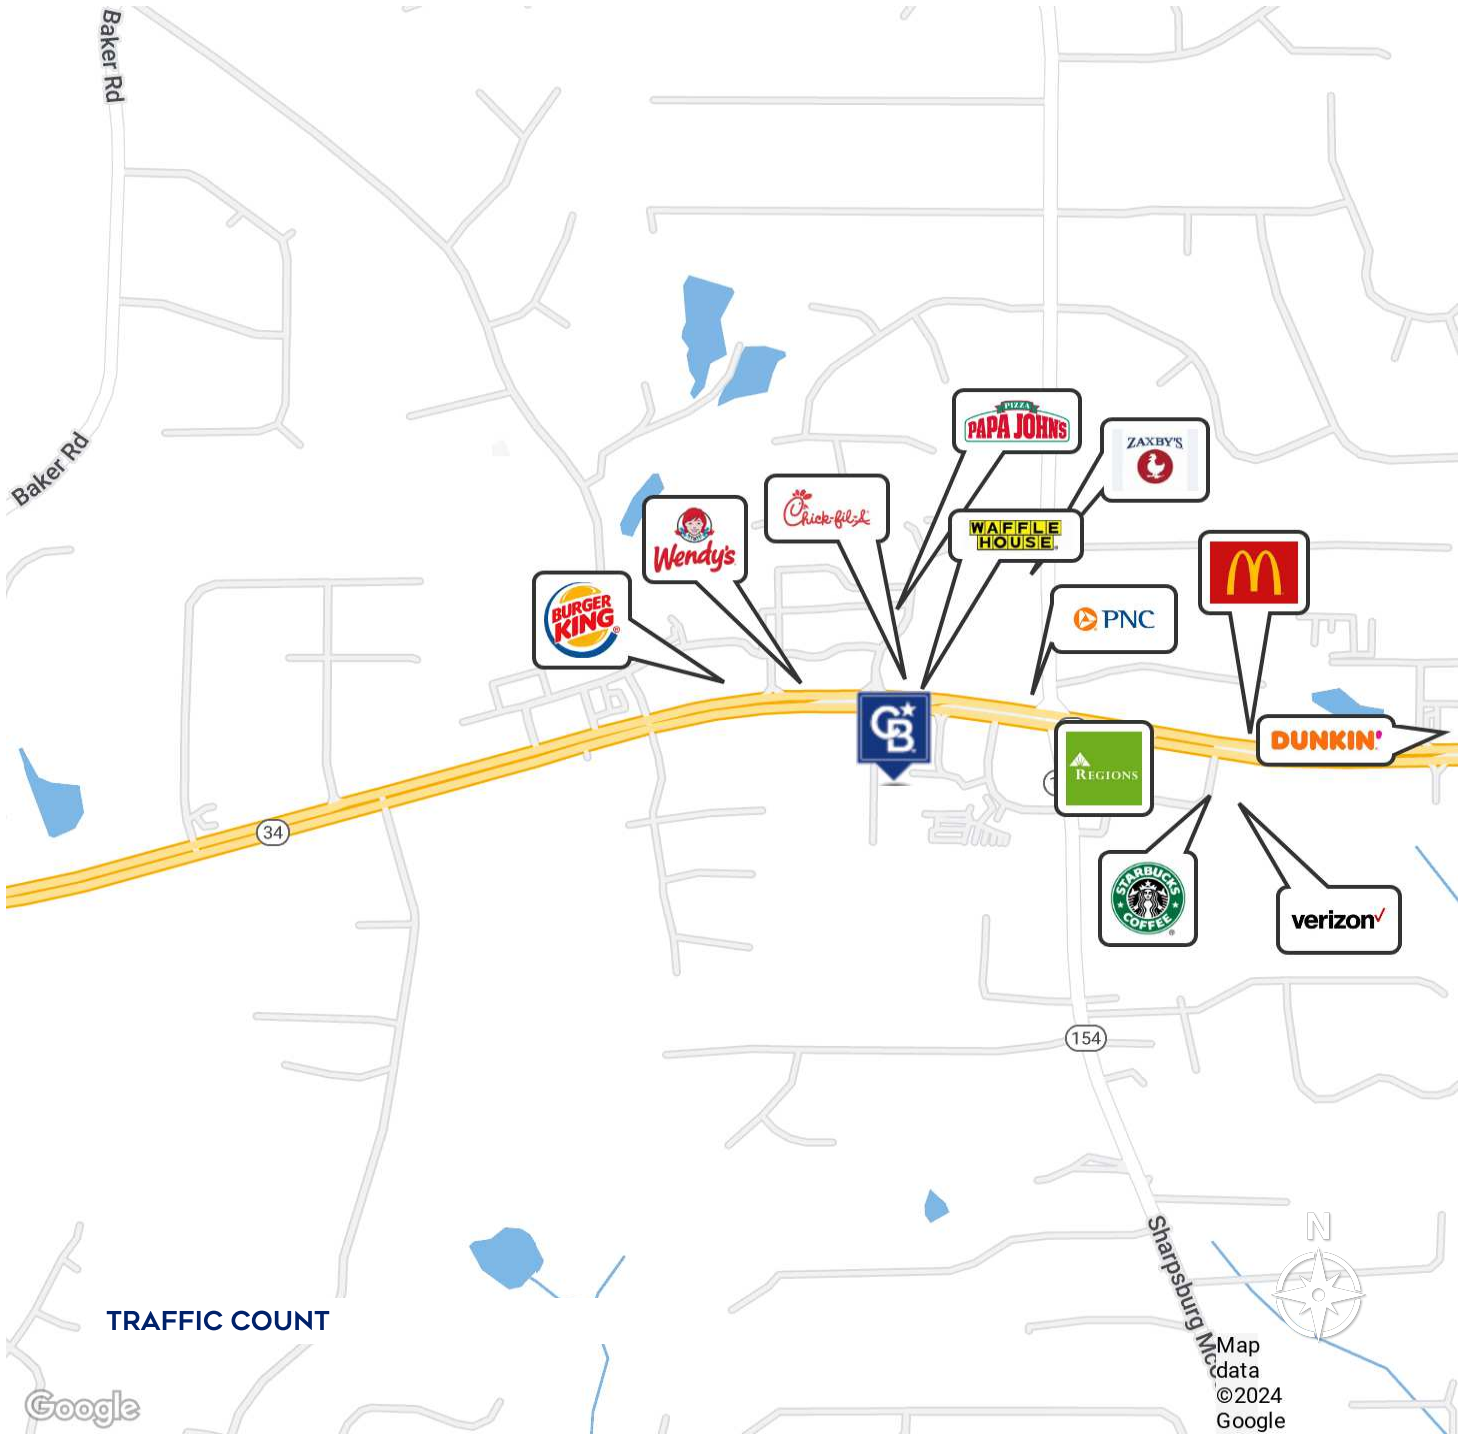 Baker Rd
Baker Rd
PIZZA
PAPA JOHNS
ZAXBY'S
Chick-fil-A
WAFFLE
HOUSE
Wendy's
BURGER
KING
PNC
M
DUNKIN'
CB
REGIONS
34
STARBUCKS
COFFEE
verizon
154
N
Sharpsburg Mc
TRAFFIC COUNT
Map
data
©2024
Google
Google